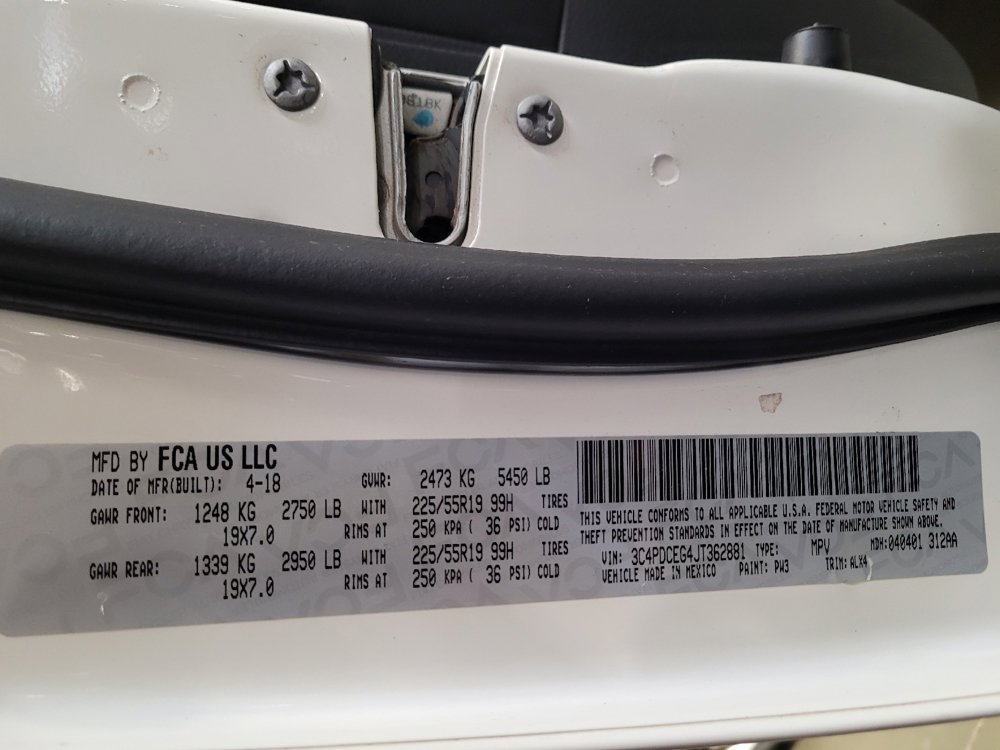 0818K
MFD BY FCA US LLC
DATE OF MFR(BUILT): 4-18 GVWR: 2473 KG 5450 LB
GAWR FRONT: 1248 KG 2750 LB WITH 225/55R19 99H TIRES
19X7.0 RIMS AT 250 KPA ( 36 PSI) COLD
GAWR REAR: 1339 KG 2950 LB WITH 225/55R19 99H TIRES
19X7.0 RIMS AT 250 KPA ( 36 PSI) COLD
THIS VEHICLE CONFORMS TO ALL APPLICABLE U.S.A. FEDERAL MOTOR VEHICLE SAFETY AND
THEFT PREVENTION STANDARDS IN EFFECT ON THE DATE OF MANUFACTURE SHOWN ABOVE.
VIN: 3C4PDCEG4JT362881 TYPE: MPV MDH: 040401 312AA
VEHICLE MADE IN MEXICO PAINT: PW3 TRIM: ALX4